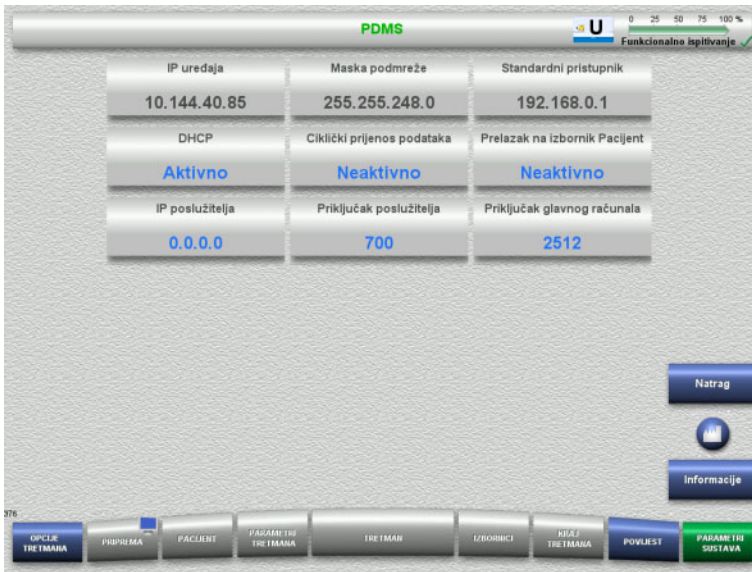 PDMS
U
0 25 50 75 100 %
Funkcionalno ispitivanje
IP uređaja
Maska podmreže
Standardni pristupnik
10.144.40.85
255.255.248.0
192.168.0.1
DHCP
Ciklički prijenos podataka
Prelazak na izbornik Pacijent
Aktivno
Neaktivno
Neaktivno
IP poslužitelja
Priključak poslužitelja
Priključak glavnog računala
0.0.0.0
700
2512
Natrag
Informacije
376
OPCIJE
TRETMANA
PRIPREMA
PACIJENT
PARAMETRI
TRETMANA
TRETMAN
IZBORNICI
KRAJ
TRETMANA
POVIJEST
PARAMETRI
SUSTAVA